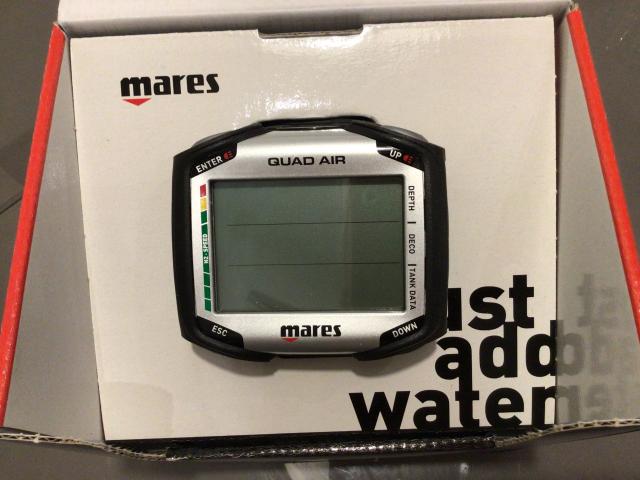 mares
ENTER
QUAD AIR
UP
N2 - SPEED
DEPTH
DECO
TANK DATA
ESC
mares
DOWN
ust
add
water